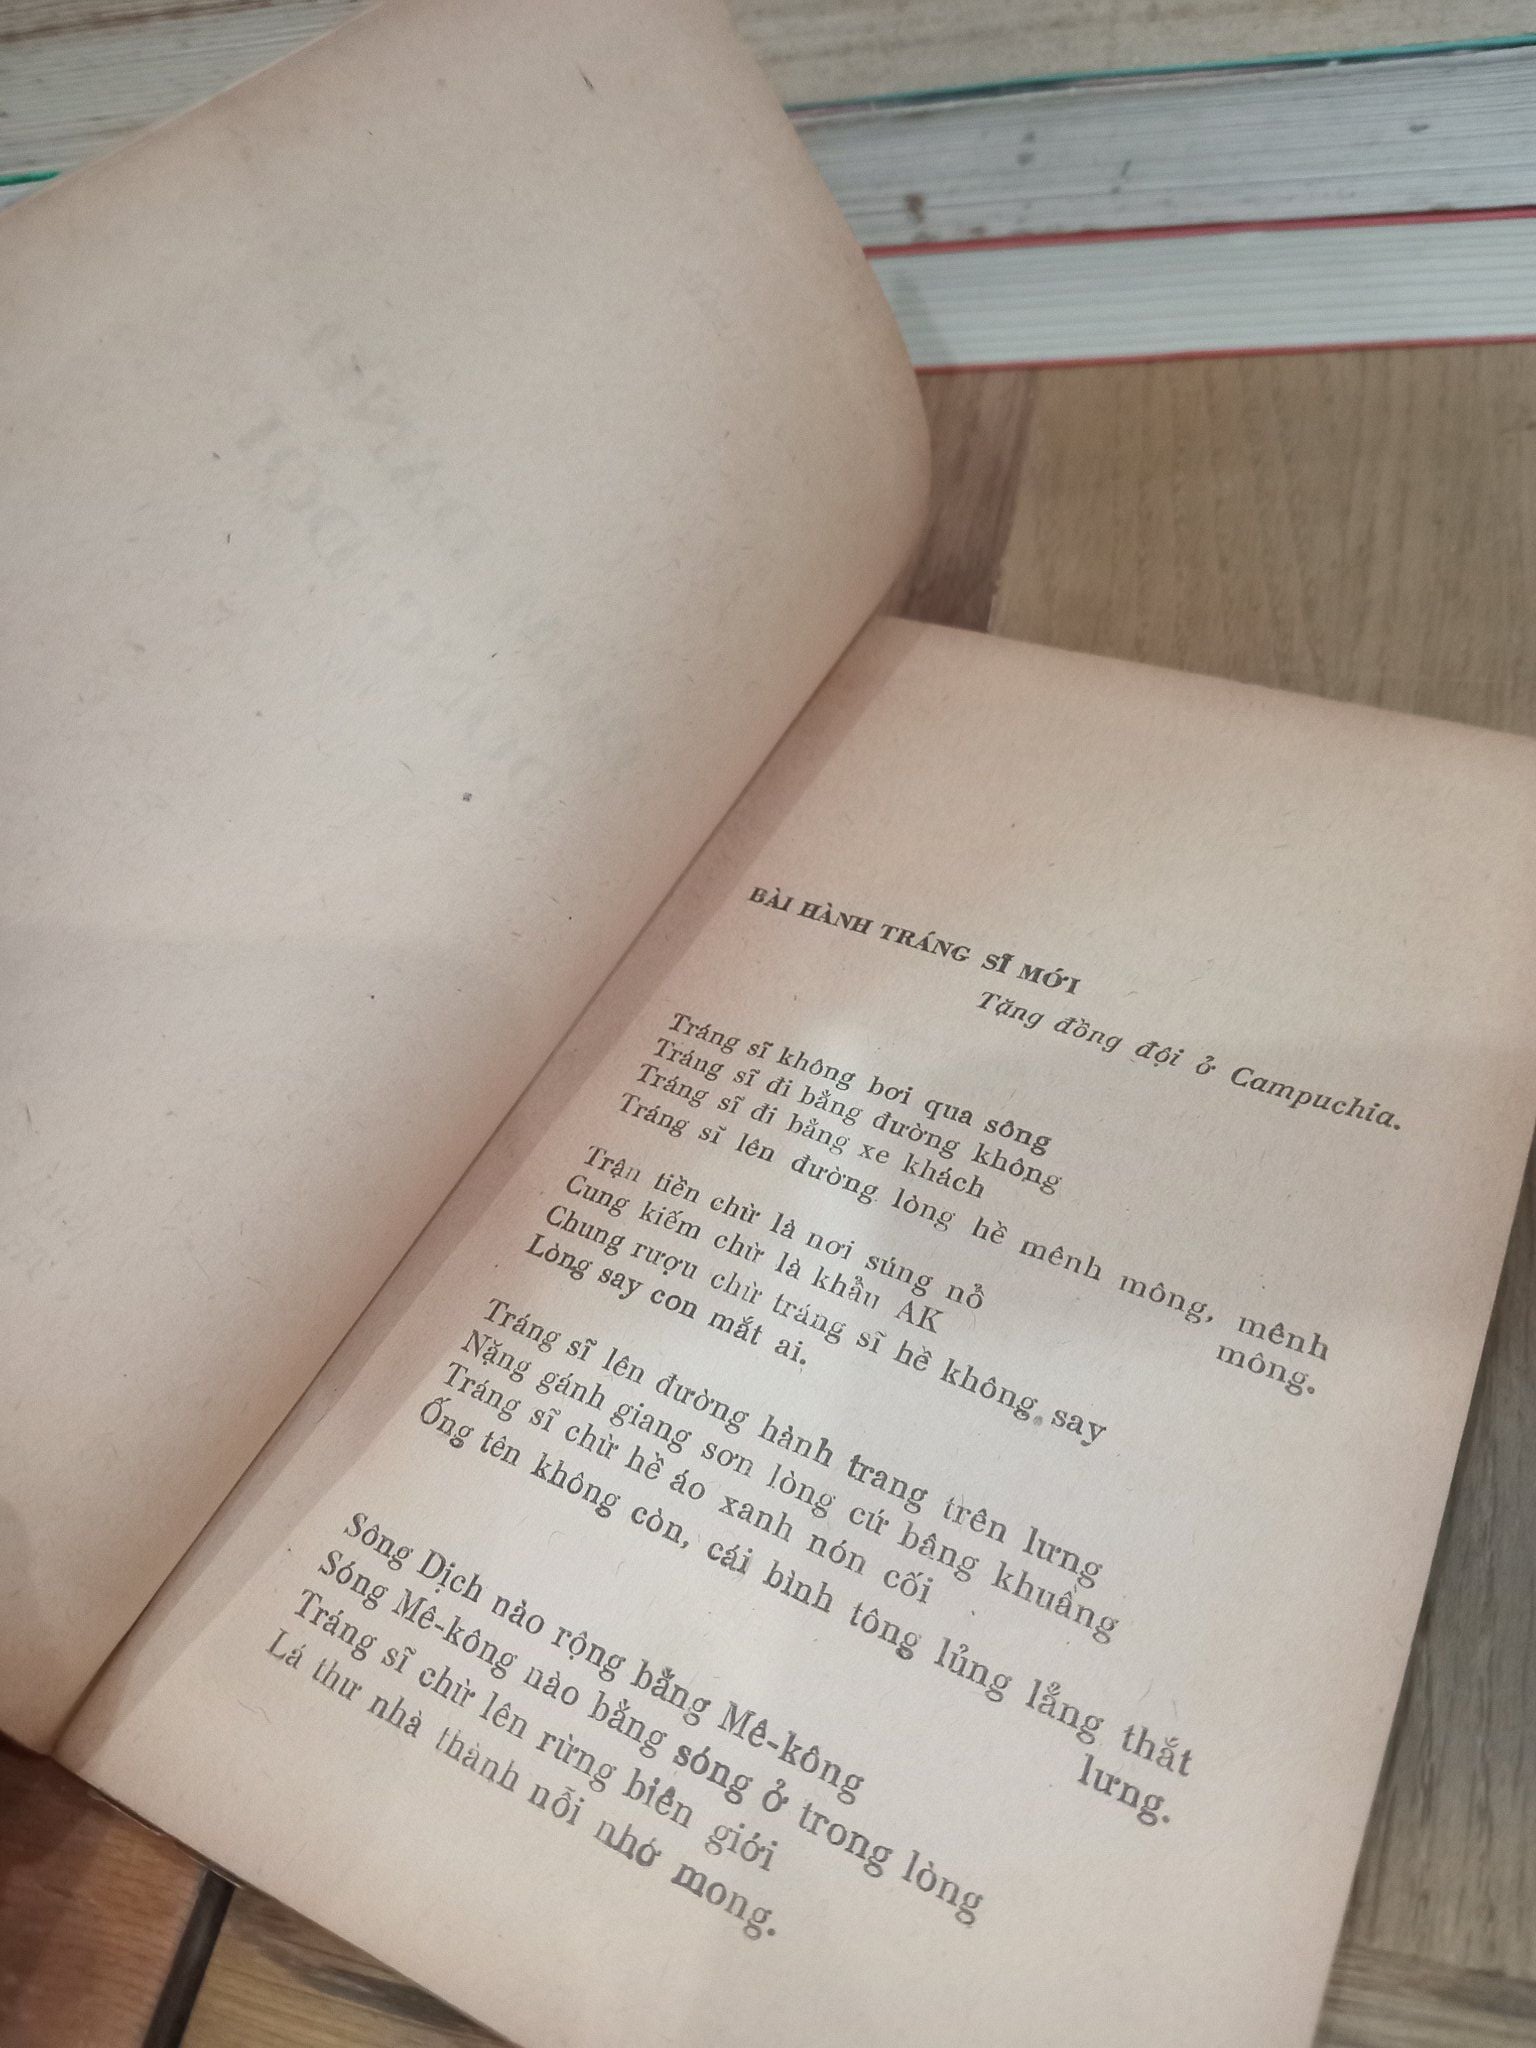 BÀI HÀNH TRÁNG SĨ MỚI
Tặng đồng đội ở Campuchia.
Tráng sĩ không bơi qua sông
Tráng sĩ đi bằng đường không
Tráng sĩ đi bằng xe khách
Tráng sĩ lên đường lòng hề mênh mông, mênh
mông.
Trận tiền chừ là nơi súng nổ
Cung kiếm chừ là khẩu AK
Chung rượu chừ tráng sĩ hề không say
Lòng say con mắt ai.
Tráng sĩ lên đường hành trang trên lưng
Nặng gánh giang sơn lòng cứ bâng khuâng
Tráng sĩ chừ hề áo xanh nón cối
Ống tên không còn, cái bình tông lủng lẳng thắt
lưng.
Sông Dịch nào rộng bằng Mê-kông
Sóng Mê-kông nào bằng sóng ở trong lòng
Tráng sĩ chừ lên rừng biên giới
Lá thư nhà thành nỗi nhớ mong.